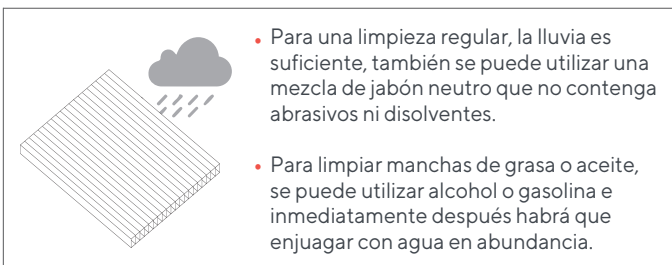 • Para una limpieza regular, la lluvia es
suficiente, también se puede utilizar una
mezcla de jabón neutro que no contenga
abrasivos ni disolventes.
• Para limpiar manchas de grasa o aceite,
se puede utilizar alcohol o gasolina e
inmediatamente después habrá que
enjuagar con agua en abundancia.